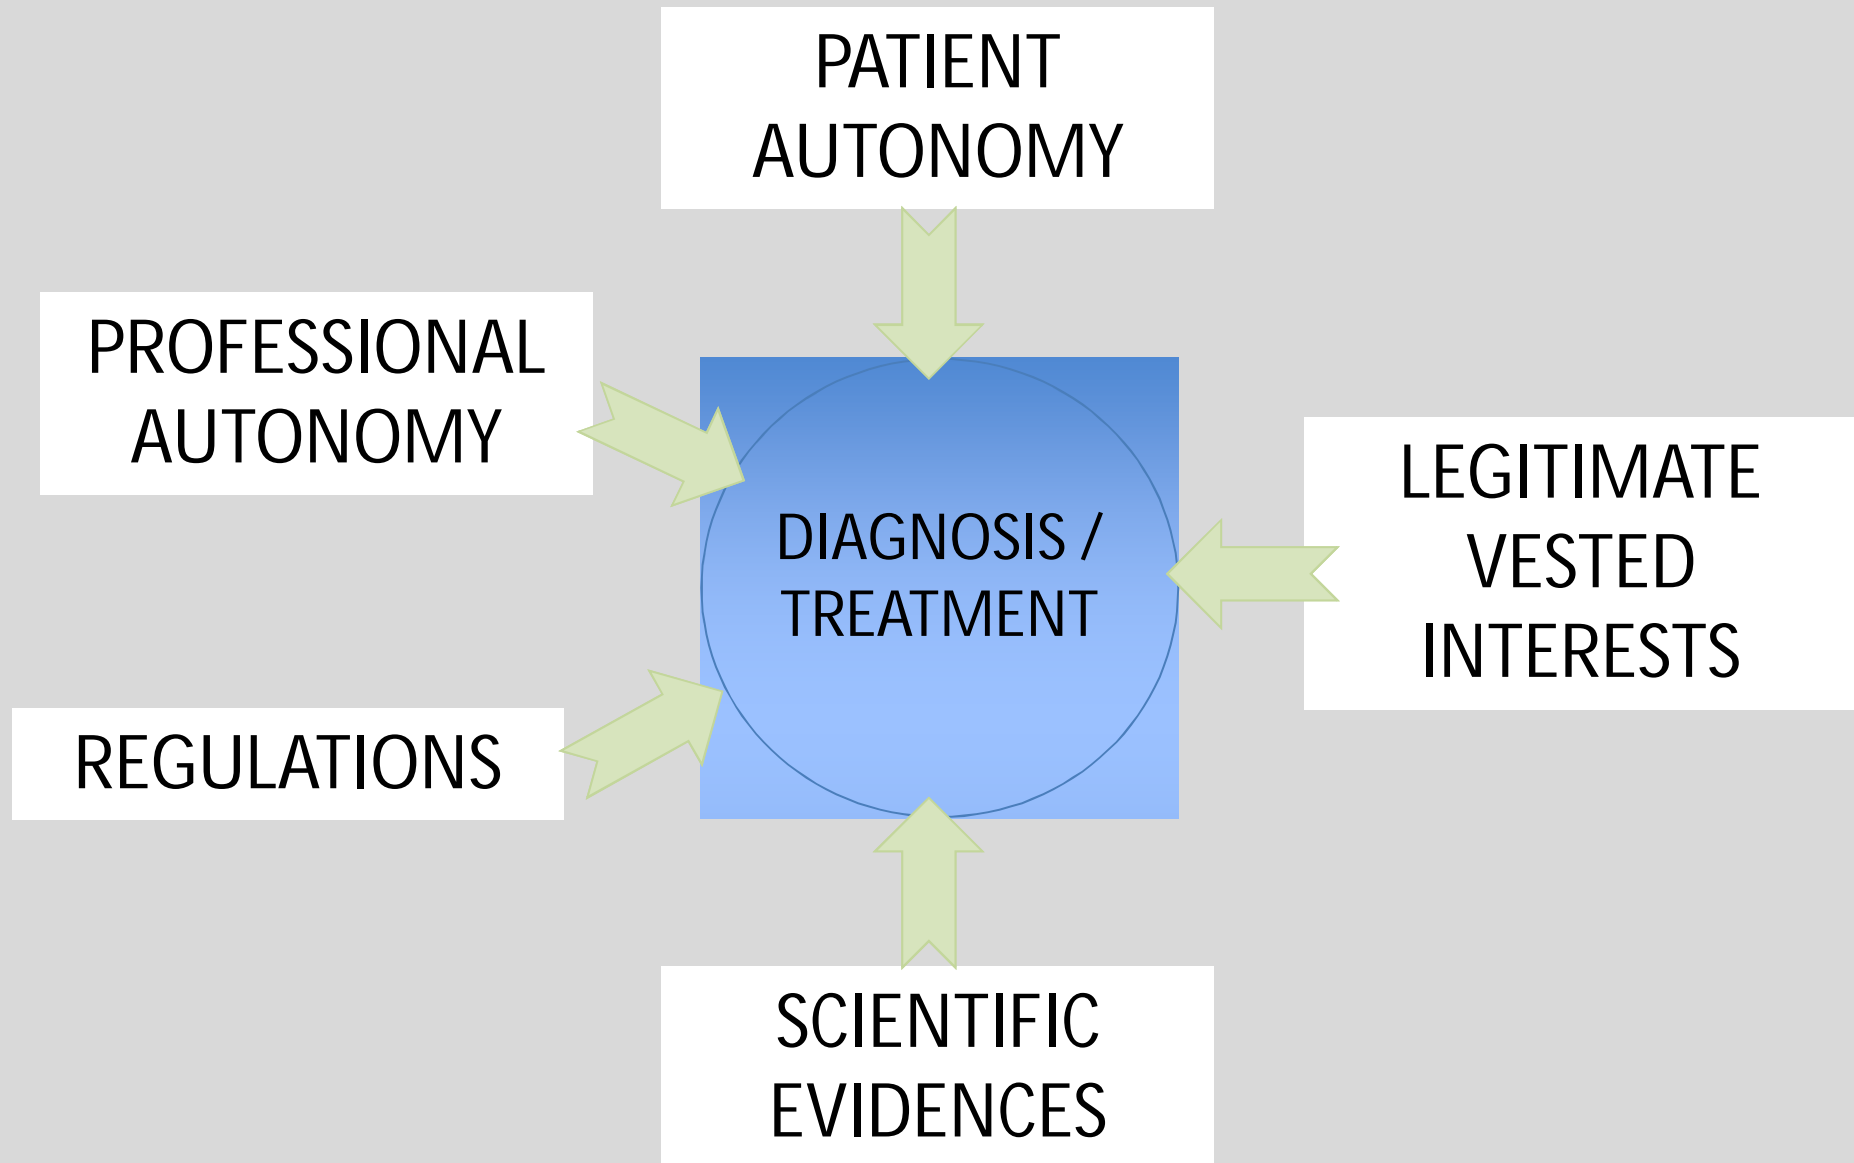 PATIENT
AUTONOMY
PROFESSIONAL
AUTONOMY
LEGITIMATE
VESTED
INTERESTS
DIAGNOSIS /
TREATMENT
REGULATIONS
SCIENTIFIC
EVIDENCES